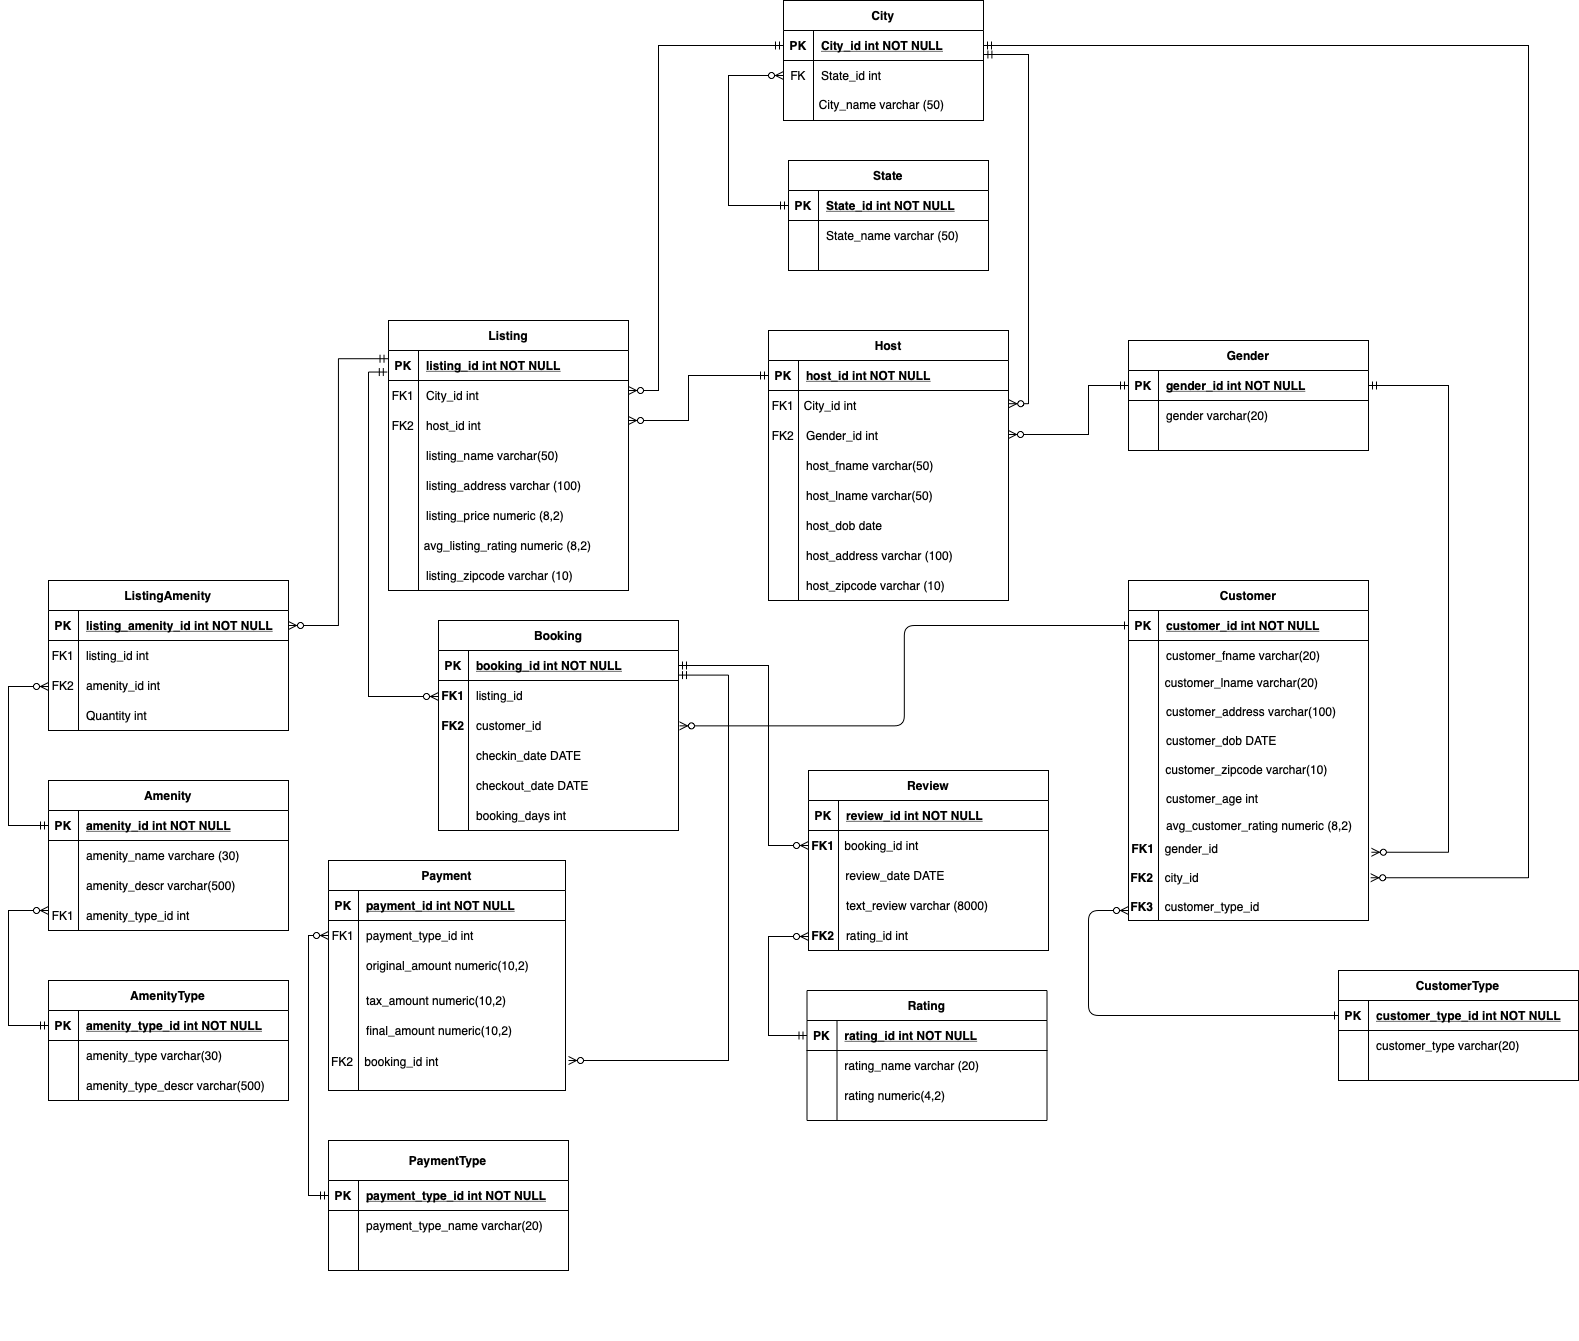 City
PK City_id int NOT NULL
FK State_id int
City_name varchar (50)
State
PK State_id int NOT NULL
State_name varchar (50)
Listing
PK listing_id int NOT NULL
FK1 City_id int
FK2 host_id int
listing_name varchar(50)
listing_address varchar (100)
listing_price numeric (8,2)
avg_listing_rating numeric (8,2)
listing_zipcode varchar (10)
Host
PK host_id int NOT NULL
FK1 City_id int
FK2 Gender_id int
host_fname varchar(50)
host_lname varchar(50)
host_dob date
host_address varchar (100)
host_zipcode varchar (10)
Gender
PK gender_id int NOT NULL
gender varchar(20)
ListingAmenity
PK listing_amenity_id int NOT NULL
FK1 listing_id int
FK2 amenity_id int
Quantity int
Booking
PK booking_id int NOT NULL
FK1 listing_id
FK2 customer_id
checkin_date DATE
checkout_date DATE
booking_days int
Customer
PK customer_id int NOT NULL
customer_fname varchar(20)
customer_lname varchar(20)
customer_address varchar(100)
customer_dob DATE
customer_zipcode varchar(10)
customer_age int
avg_customer_rating numeric (8,2)
FK1 gender_id
FK2 city_id
FK3 customer_type_id
Amenity
PK amenity_id int NOT NULL
amenity_name varchare (30)
amenity_descr varchar(500)
FK1 amenity_type_id int
Review
PK review_id int NOT NULL
FK1 booking_id int
review_date DATE
text_review varchar (8000)
FK2 rating_id int
Payment
PK payment_id int NOT NULL
FK1 payment_type_id int
original_amount numeric(10,2)
tax_amount numeric(10,2)
final_amount numeric(10,2)
FK2 booking_id int
AmenityType
PK amenity_type_id int NOT NULL
amenity_type varchar(30)
amenity_type_descr varchar(500)
Rating
PK rating_id int NOT NULL
rating_name varchar (20)
rating numeric(4,2)
CustomerType
PK customer_type_id int NOT NULL
customer_type varchar(20)
PaymentType
PK payment_type_id int NOT NULL
payment_type_name varchar(20)